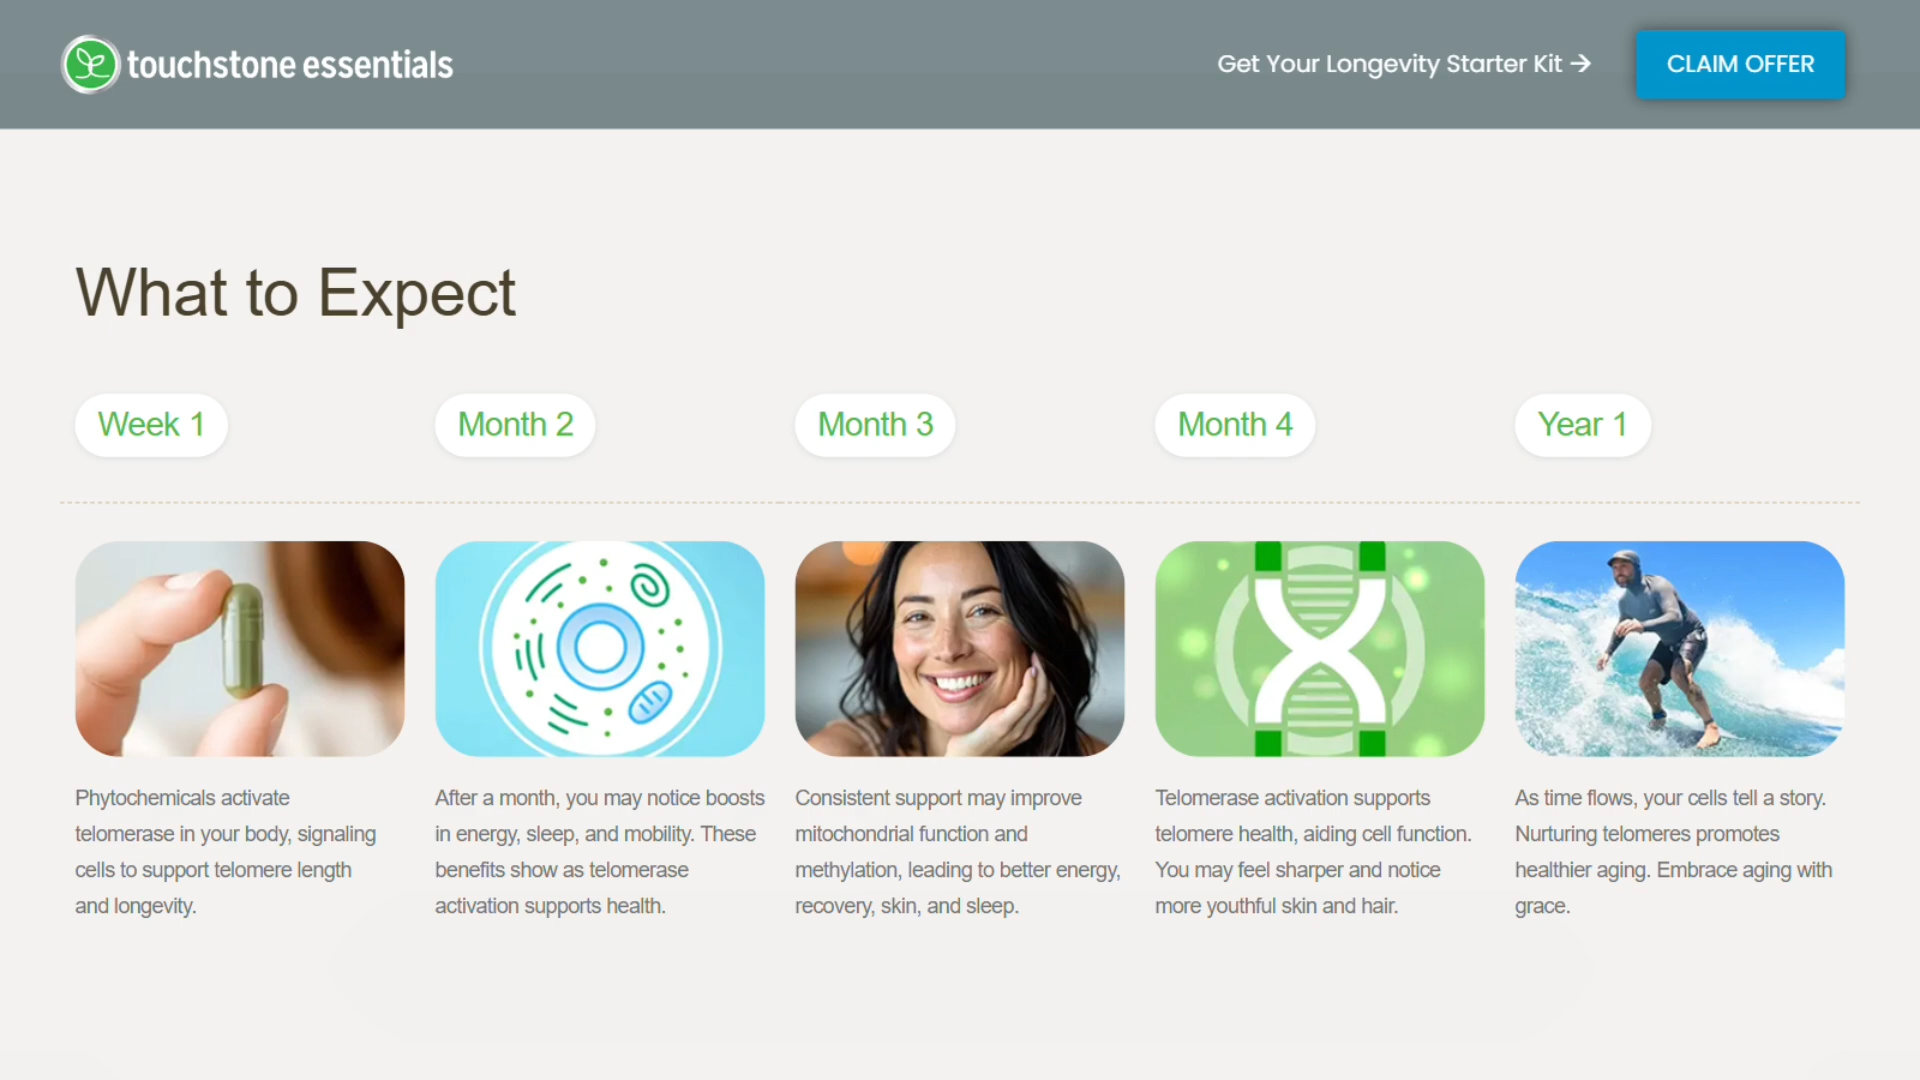 touchstone essentials
Get Your Longevity Starter Kit →
CLAIM OFFER
What to Expect
Week 1
Month 2
Month 3
Month 4
Year 1
Phytochemicals activate
telomerase in your body, signaling
cells to support telomere length
and longevity.
After a month, you may notice boosts
in energy, sleep, and mobility. These
benefits show as telomerase
activation supports health.
Consistent support may improve
mitochondrial function and
methylation, leading to better energy,
recovery, skin, and sleep.
Telomerase activation supports
telomere health, aiding cell function.
You may feel sharper and notice
more youthful skin and hair.
As time flows, your cells tell a story.
Nurturing telomeres promotes
healthier aging. Embrace aging with
grace.